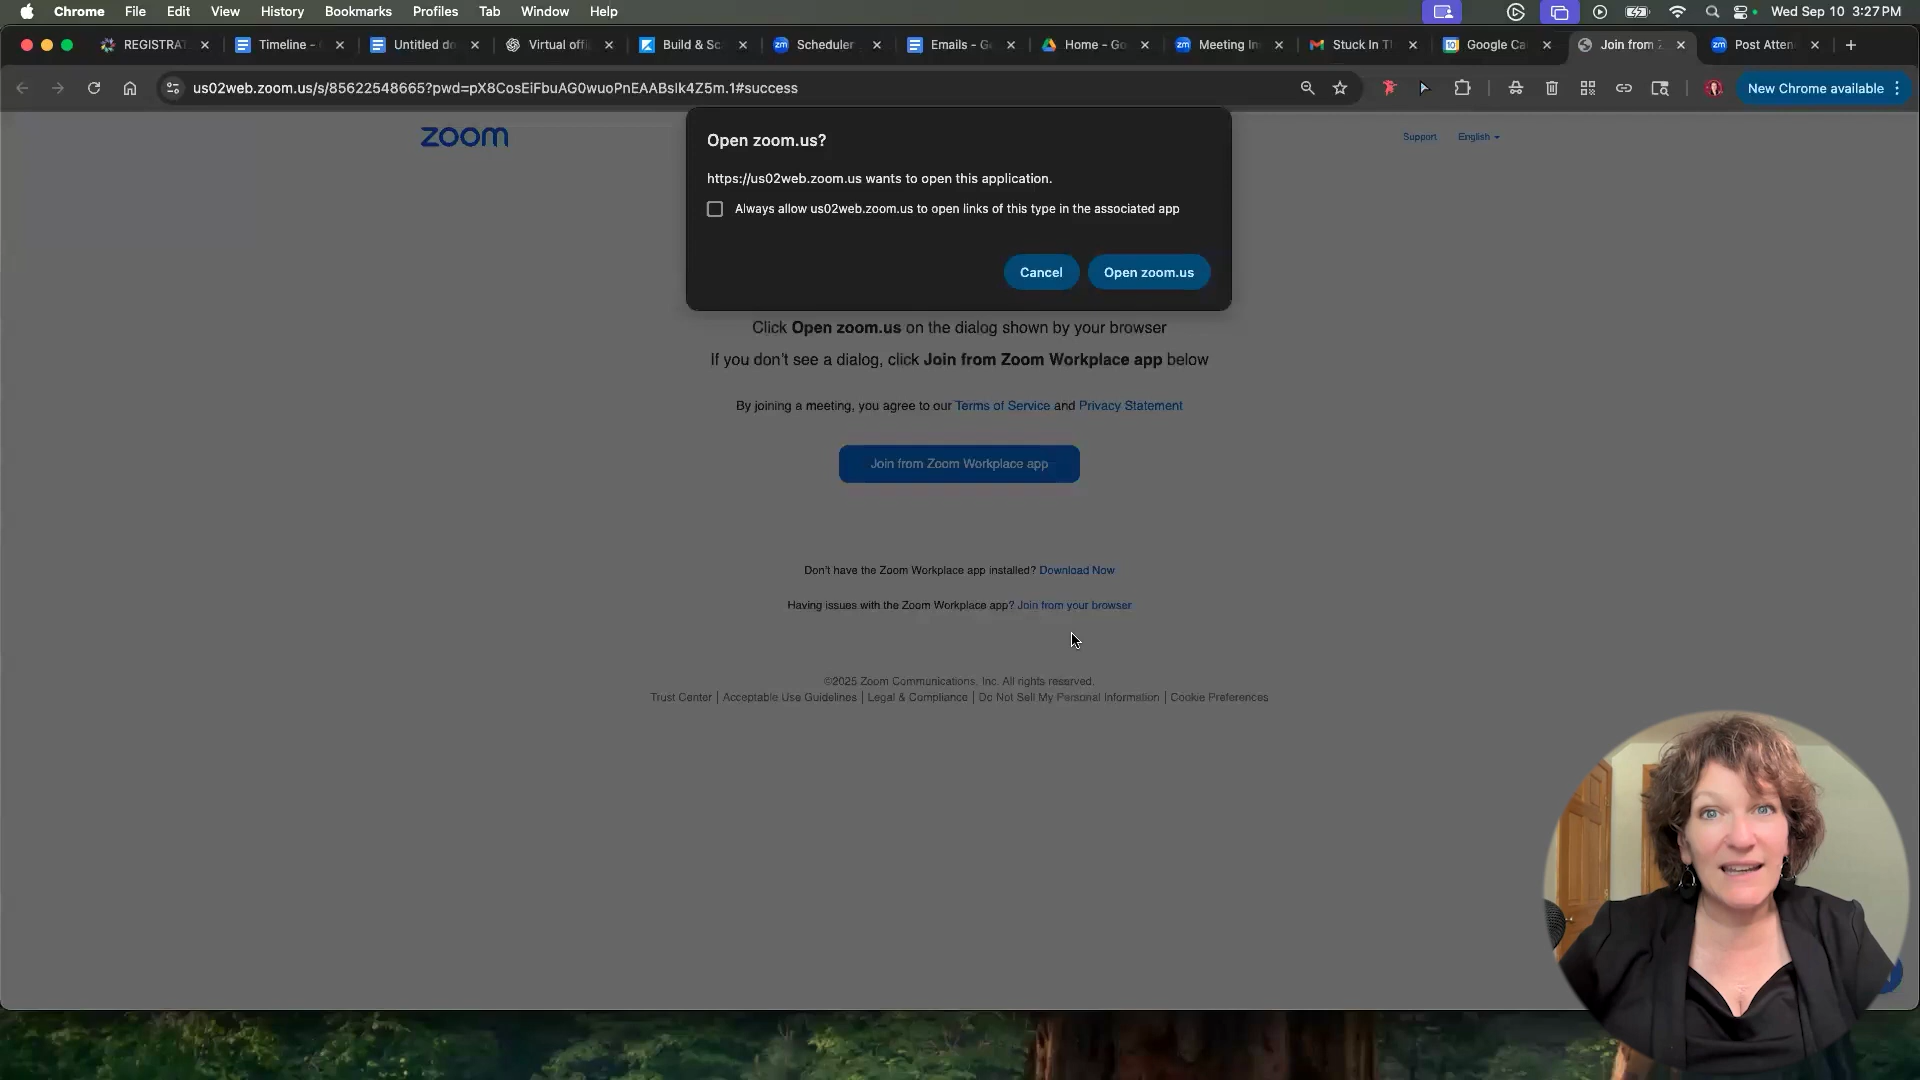 Chrome File Edit View History Bookmarks Profiles Tab Window Help
Wed Sep 10 3:27 PM
REGISTRAT
Timeline -
Untitled do
Virtual offi
Build & Sc
Scheduler
Emails - G
Home - Go
Meeting In
Stuck In T
Google Ca
Join from
Post Atten
us02web.zoom.us/s/85622548665?pwd=pX8CosEiFbuAG0wuoPnEAABslk4Z5m.1#success
New Chrome available
zoom
Support
English
Open zoom.us?
https://us02web.zoom.us wants to open this application.
Always allow us02web.zoom.us to open links of this type in the associated app
Cancel
Open zoom.us
Click Open zoom.us on the dialog shown by your browser
If you don't see a dialog, click Join from Zoom Workplace app below
By joining a meeting, you agree to our Terms of Service and Privacy Statement
Join from Zoom Workplace app
Don't have the Zoom Workplace app installed? Download Now
Having issues with the Zoom Workplace app? Join from your browser
©2025 Zoom Communications, Inc. All rights reserved.
Trust Center | Acceptable Use Guidelines | Legal & Compliance | Do Not Sell My Personal Information | Cookie Preferences